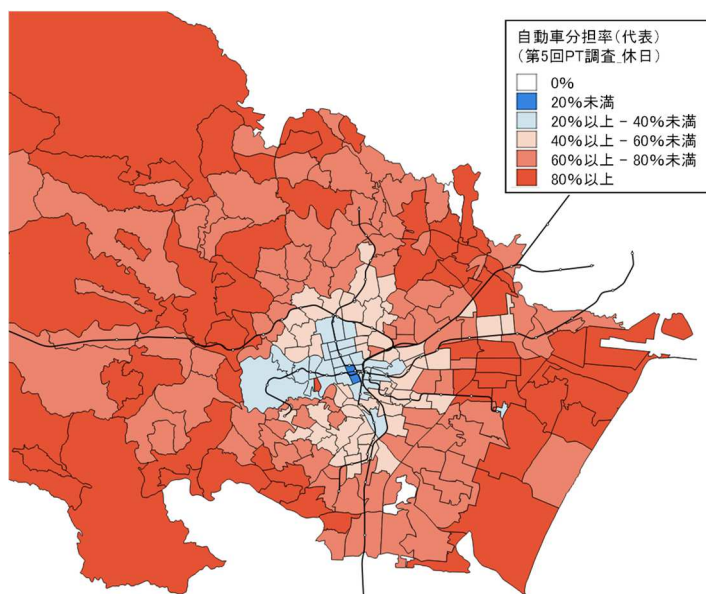 自動車分担率(代表)
(第5回PT調査_休日)
0%
20%未満
20%以上 - 40%未満
40%以上 - 60%未満
60%以上 - 80%未満
80%以上